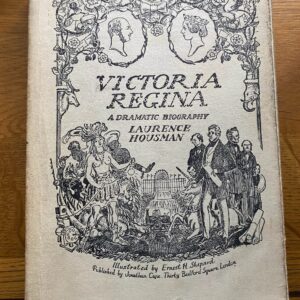 VICTORIA
REGINA
A DRAMATIC BIOGRAPHY
LAURENCE
HOUSMAN
Illustrated by Ernest H. Shepard
Published by Jonathan Cape Thirty Bedford Square London